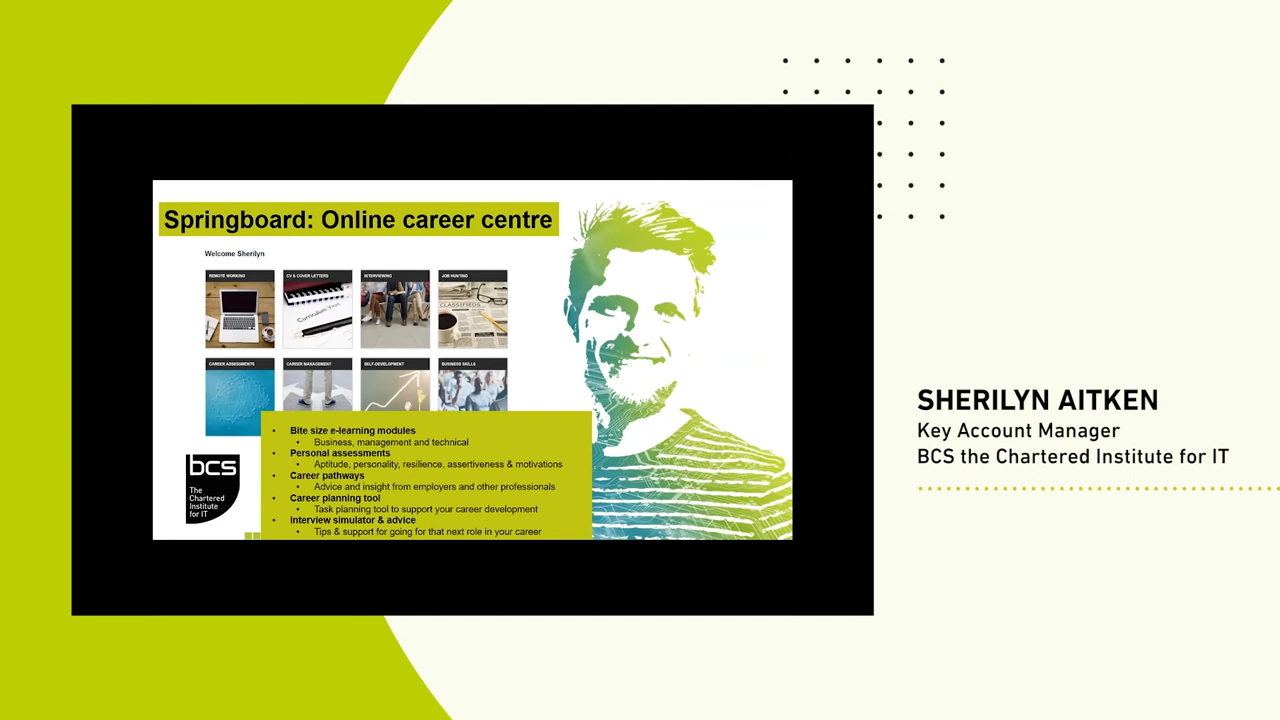 Springboard: Online career centre
Welcome Sherilyn
REMOTE WORKING
CV & COVER LETTERS
INTERVIEWING
JOB HUNTING
Curriculum Vitae
CLASSIFIEDS
CAREER ASSESSMENTS
CAREER MANAGEMENT
SELF-DEVELOPMENT
BUSINESS SKILLS
• Bite size e-learning modules
• Business, management and technical
• Personal assessments
• Aptitude, personality, resilience, assertiveness & motivations
• Career pathways
• Advice and insight from employers and other professionals
• Career planning tool
• Task planning tool to support your career development
• Interview simulator & advice
• Tips & support for going for that next role in your career
bcs
The
Chartered
Institute
for IT
SHERILYN AITKEN
Key Account Manager
BCS the Chartered Institute for IT